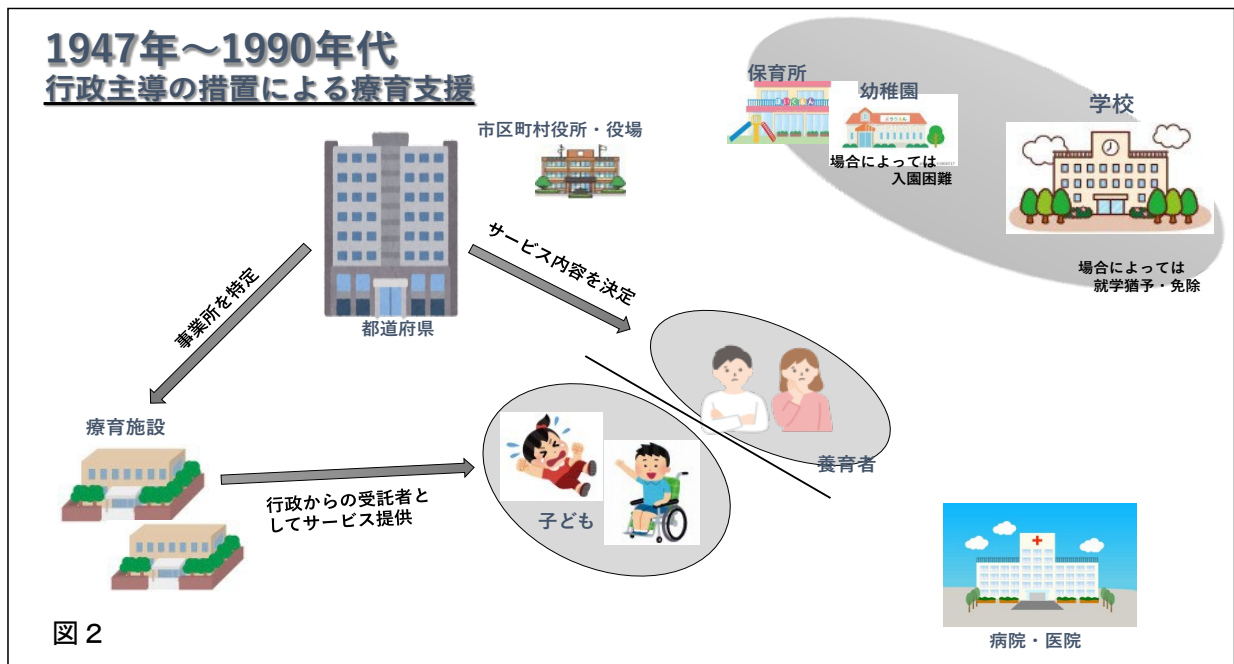 1947年～1990年代
行政主導の措置による療育支援
市区町村役所・役場
保育所
幼稚園
学校
場合によっては
入園困難
場合によっては
就学猶予・免除
都道府県
事業所を特定
サービス内容を決定
療育施設
行政からの受託者と
してサービス提供
子ども
養育者
病院・医院
図２